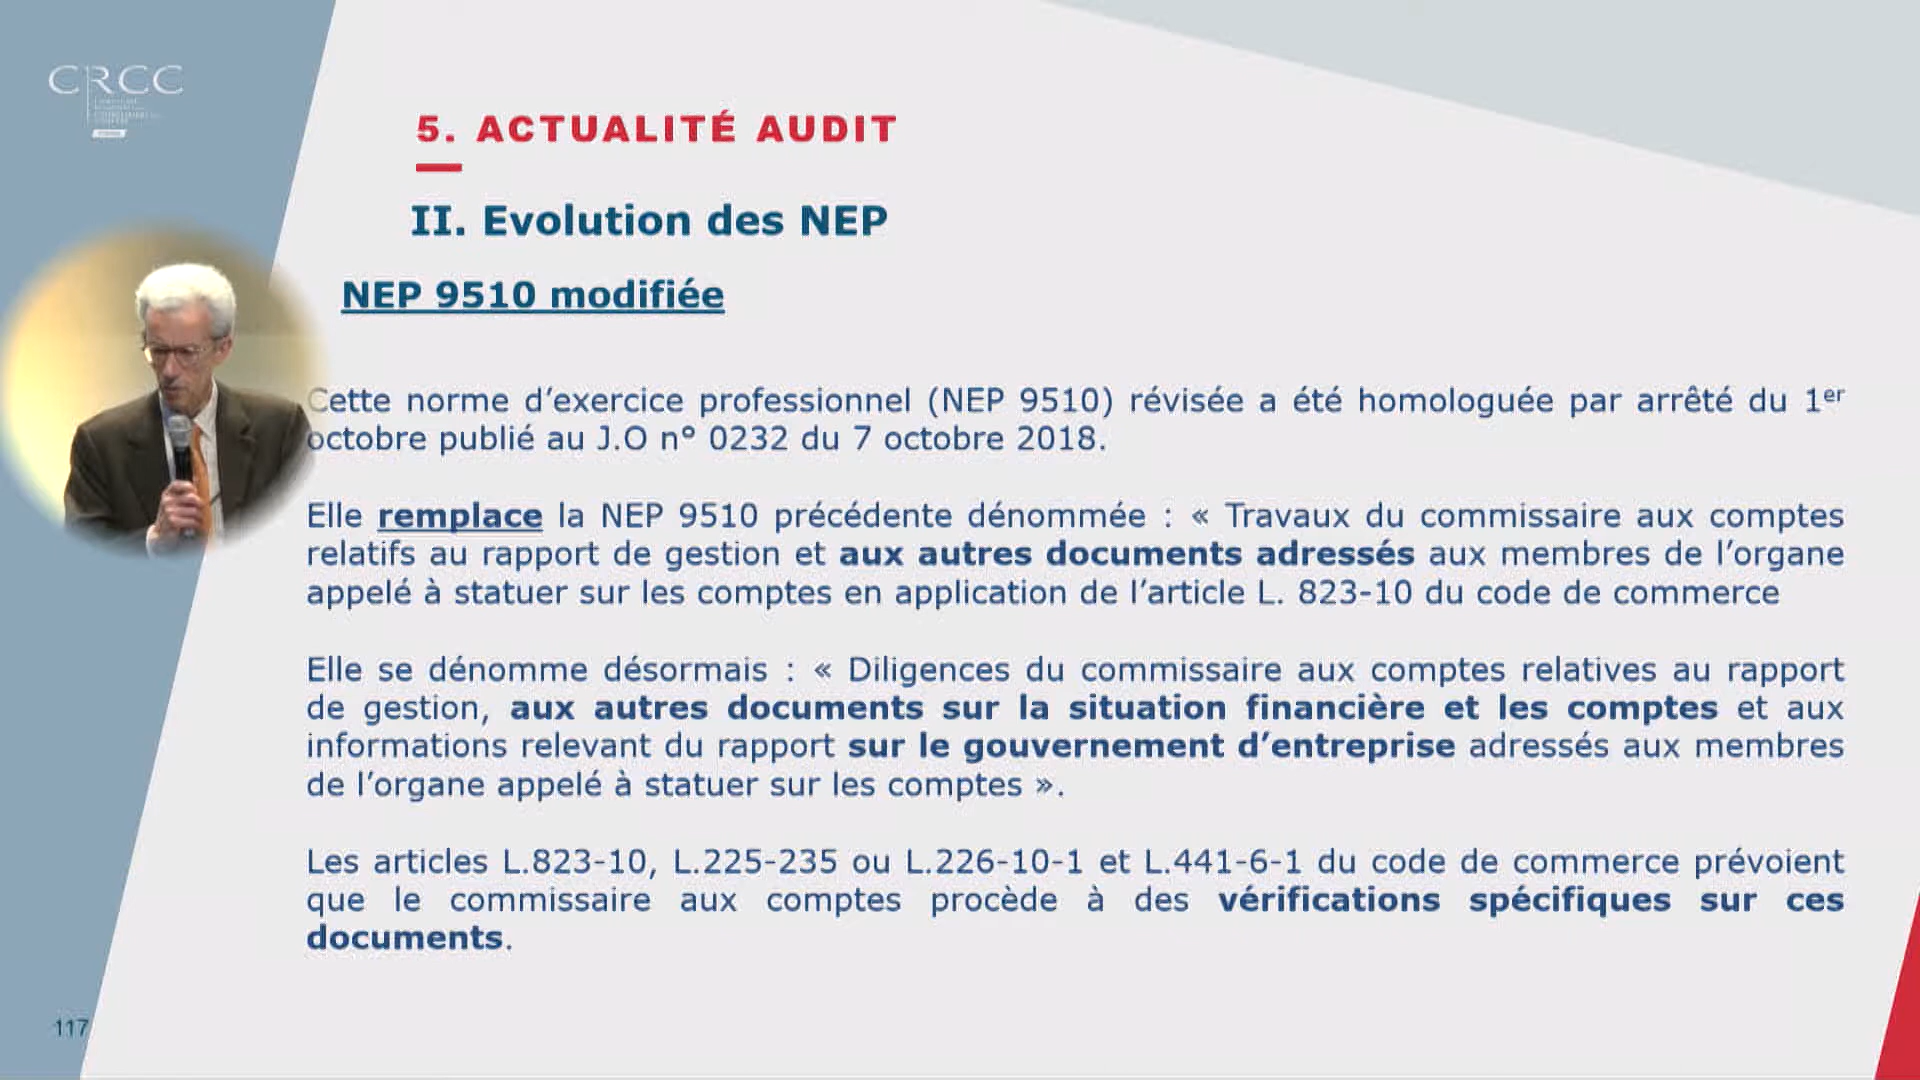 CRCC
5. ACTUALITÉ AUDIT
II. Evolution des NEP
NEP 9510 modifiée
Cette norme d’exercice professionnel (NEP 9510) révisée a été homologuée par arrêté du 1er
octobre publié au J.O n° 0232 du 7 octobre 2018.
Elle remplace la NEP 9510 précédente dénommée : « Travaux du commissaire aux comptes
relatifs au rapport de gestion et aux autres documents adressés aux membres de l’organe
appelé à statuer sur les comptes en application de l’article L. 823-10 du code de commerce
Elle se dénomme désormais : « Diligences du commissaire aux comptes relatives au rapport
de gestion, aux autres documents sur la situation financière et les comptes et aux
informations relevant du rapport sur le gouvernement d’entreprise adressés aux membres
de l’organe appelé à statuer sur les comptes ».
Les articles L.823-10, L.225-235 ou L.226-10-1 et L.441-6-1 du code de commerce prévoient
que le commissaire aux comptes procède à des vérifications spécifiques sur ces
documents.
117